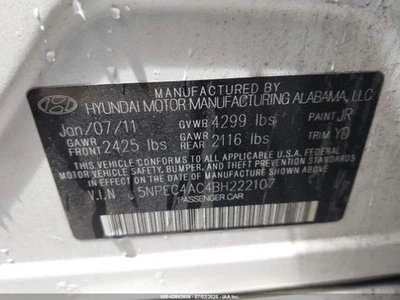 MANUFACTURED BY
HYUNDAI MOTOR MANUFACTURING ALABAMA, LLC
Jan/07/11 GVWR 4299 lbs PAINT JR
GAWR FRONT 2425 lbs GAWR REAR 2116 lbs TRIM YD
THIS VEHICLE CONFORMS TO ALL APPLICABLE U.S.A. FEDERAL
MOTOR VEHICLE SAFETY, BUMPER, AND THEFT PREVENTION
STANDARDS IN EFFECT ON THE DATE OF MANUFACTURE SHOWN ABOVE.
V.I.N : 5NPEC4AC4BH222107
PASSENGER CAR